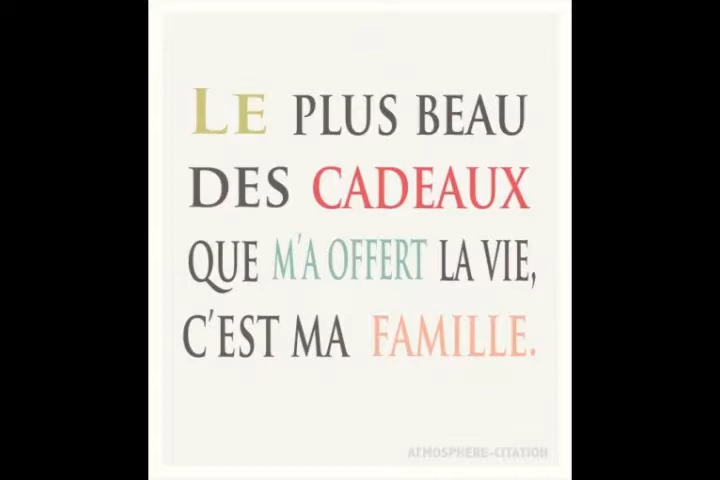 LE PLUS BEAU
DES CADEAUX
QUE M'A OFFERT LA VIE,
C'EST MA FAMILLE.
ATMOSPHERE-CITATION